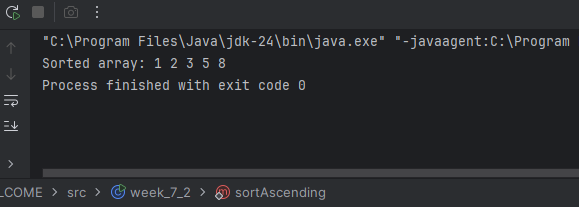 "C:\Program Files\Java\jdk-24\bin\java.exe" "-javaagent:C:\Program
Sorted array: 1 2 3 5 8
Process finished with exit code 0
LCOME > src > week_7_2 > sortAscending